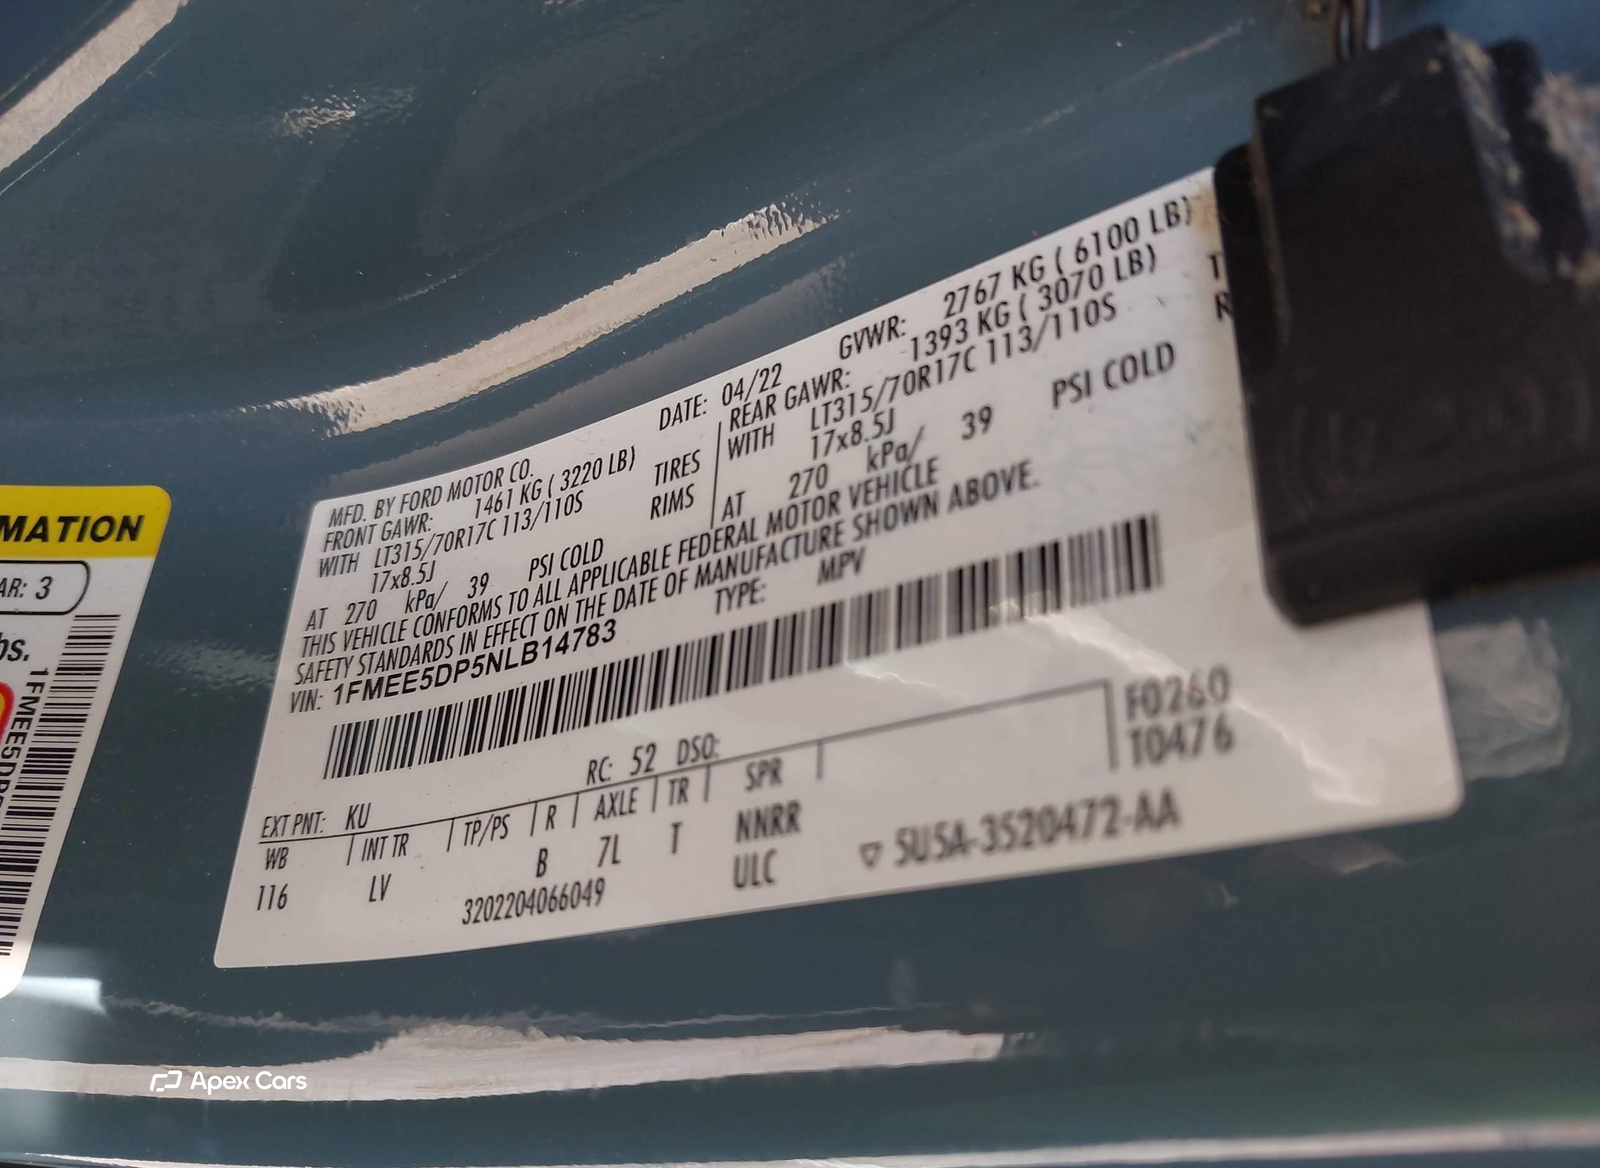 MATION
AR: 3
bs.
1FMEE5DP5
MFD. BY FORD MOTOR CO.
DATE: 04/22
GVWR: 2767 KG ( 6100 LB)
FRONT GAWR: 1461 KG ( 3220 LB)
REAR GAWR: 1393 KG ( 3070 LB)
WITH LT315/70R17C 113/110S TIRES
WITH LT315/70R17C 113/110S T
17x8.5J RIMS
17x8.5J R
AT 270 kPa/ 39 PSI COLD
AT 270 kPa/ 39 PSI COLD
THIS VEHICLE CONFORMS TO ALL APPLICABLE FEDERAL MOTOR VEHICLE
SAFETY STANDARDS IN EFFECT ON THE DATE OF MANUFACTURE SHOWN ABOVE.
VIN: 1FMEE5DP5NLB14783
TYPE: MPV
F0260
T0476
EXT PNT: KU RC: 52 DSO:
WB INT TR TP/PS R AXLE TR SPR
116 LV B 7L T NNRR
ULC
3202204066049
▽ 5U5A-3520472-AA
Apex Cars